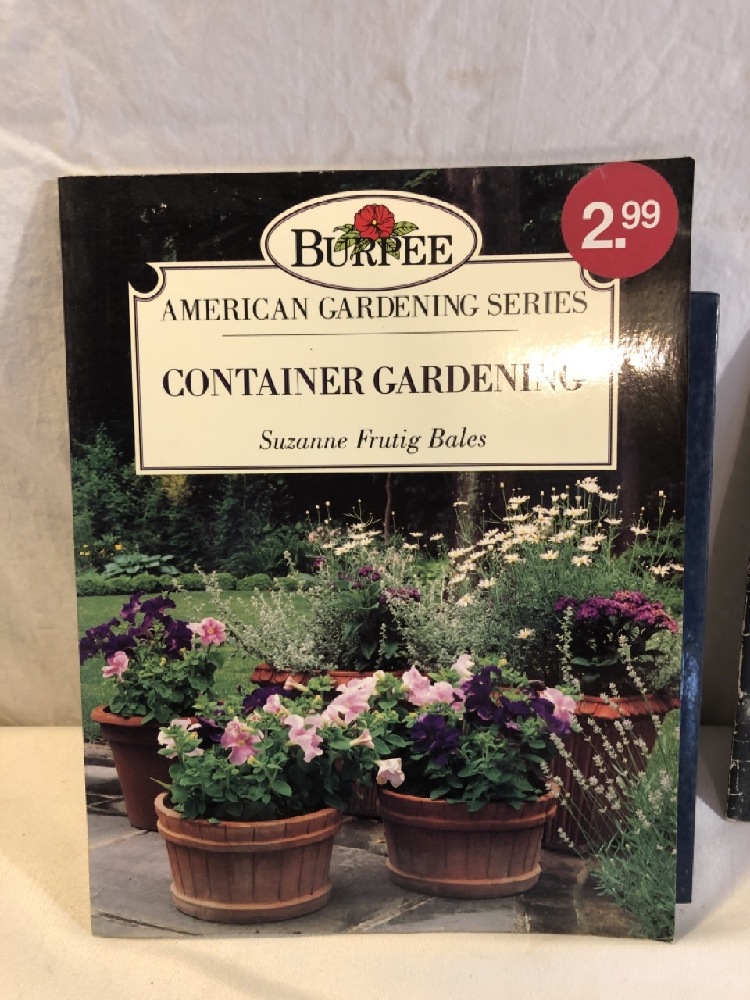 BURPEE
2.99
AMERICAN GARDENING SERIES
CONTAINER GARDENING
Suzanne Frutig Bales